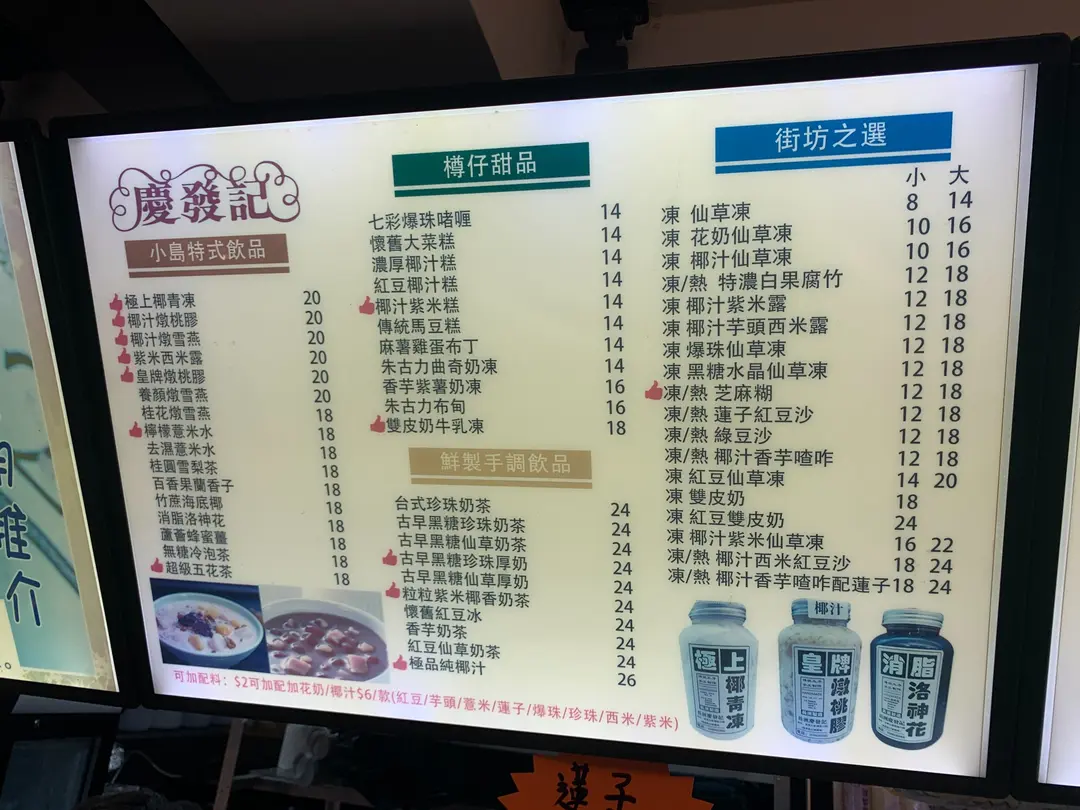 慶發記
小島特式飲品
極上椰青凍 20
椰汁燉桃膠 20
椰汁燉雪燕 20
紫米西米露 20
皇牌燉桃膠 20
養顏燉雪燕 20
桂花燉雪燕 18
檸檬薏米水 18
去濕薏米水 18
桂圓雪梨茶 18
百香果蘭香子 18
竹蔗海底椰 18
消脂洛神花 18
蘆薈蜂蜜薑 18
無糖冷泡茶 18
超級五花茶 18
樽仔甜品
七彩爆珠啫喱 14
懷舊大菜糕 14
濃厚椰汁糕 14
紅豆椰汁糕 14
椰汁紫米糕 14
傳統馬豆糕 14
麻薯雞蛋布丁 14
朱古力曲奇奶凍 14
香芋紫薯奶凍 16
朱古力布甸 16
雙皮奶牛乳凍 18
鮮製手調飲品
台式珍珠奶茶 24
古早黑糖珍珠奶茶 24
古早黑糖仙草奶茶 24
古早黑糖珍珠厚奶 24
古早黑糖仙草厚奶 24
粒粒紫米椰香奶茶 24
懷舊紅豆冰 24
香芋奶茶 24
紅豆仙草奶茶 24
極品純椰汁 26
街坊之選
小 大
凍 仙草凍 8 14
凍 花奶仙草凍 10 16
凍 椰汁仙草凍 10 16
凍/熱 特濃白果腐竹 12 18
凍 椰汁紫米露 12 18
凍 椰汁芋頭西米露 12 18
凍 爆珠仙草凍 12 18
凍 黑糖水晶仙草凍 12 18
凍/熱 芝麻糊 12 18
凍/熱 蓮子紅豆沙 12 18
凍/熱 綠豆沙 12 18
凍/熱 椰汁香芋喳咋 12 18
凍 紅豆仙草凍 14 20
凍 雙皮奶 18
凍 紅豆雙皮奶 24
凍 椰汁紫米仙草凍 16 22
凍/熱 椰汁西米紅豆沙 18 24
凍/熱 椰汁香芋喳咋配蓮子 18 24
極上椰青凍
椰汁
皇牌燉桃膠
消脂洛神花
可加配料：$2可加配加花奶/椰汁$6/款(紅豆/芋頭/薏米/蓮子/爆珠/珍珠/西米/紫米)
蓮子
推介